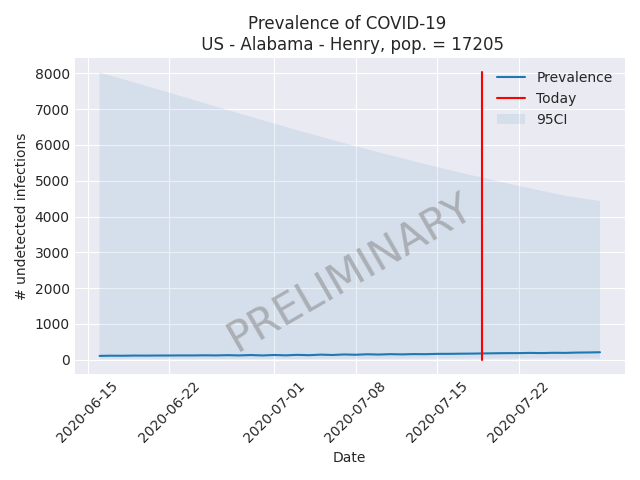 Prevalence of COVID-19
US - Alabama - Henry, pop. = 17205
Prevalence
Today
95CI
8000
7000
6000
5000
4000
3000
2000
1000
0
# undetected infections
PRELIMINARY
2020-06-15
2020-06-22
2020-07-01
2020-07-08
2020-07-15
2020-07-22
Date